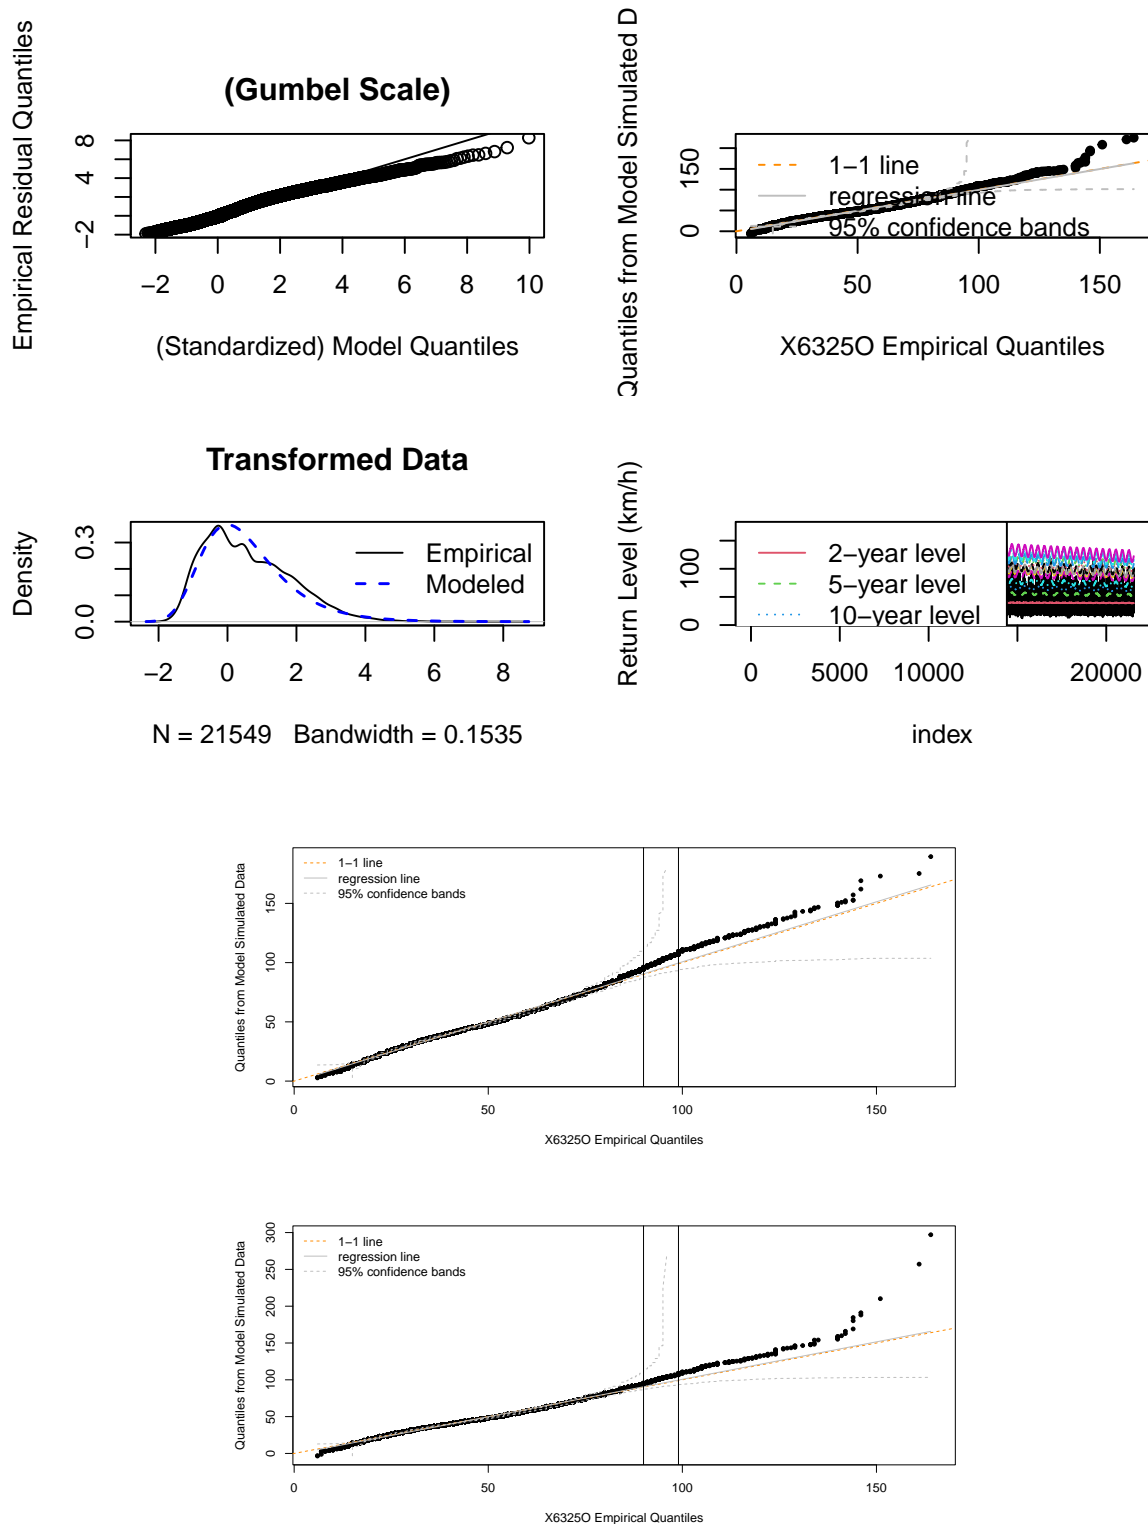 (Gumbel Scale)
Empirical Residual Quantiles
8
4
−2
−2 0 2 4 6 8 10
(Standardized) Model Quantiles
Quantiles from Model Simulated D
150
0
1−1 line
regression line
95% confidence bands
0 50 100 150
X6325O Empirical Quantiles
Transformed Data
Density
0.3
0.0
Empirical
Modeled
−2 0 2 4 6 8
N = 21549 Bandwidth = 0.1535
Return Level (km/h)
100
0
2−year level
5−year level
10−year level
0 5000 10000 20000
index
Quantiles from Model Simulated Data
150
100
50
0
1−1 line
regression line
95% confidence bands
0 50 100 150
X6325O Empirical Quantiles
Quantiles from Model Simulated Data
300
250
200
150
100
50
0
1−1 line
regression line
95% confidence bands
0 50 100 150
X6325O Empirical Quantiles